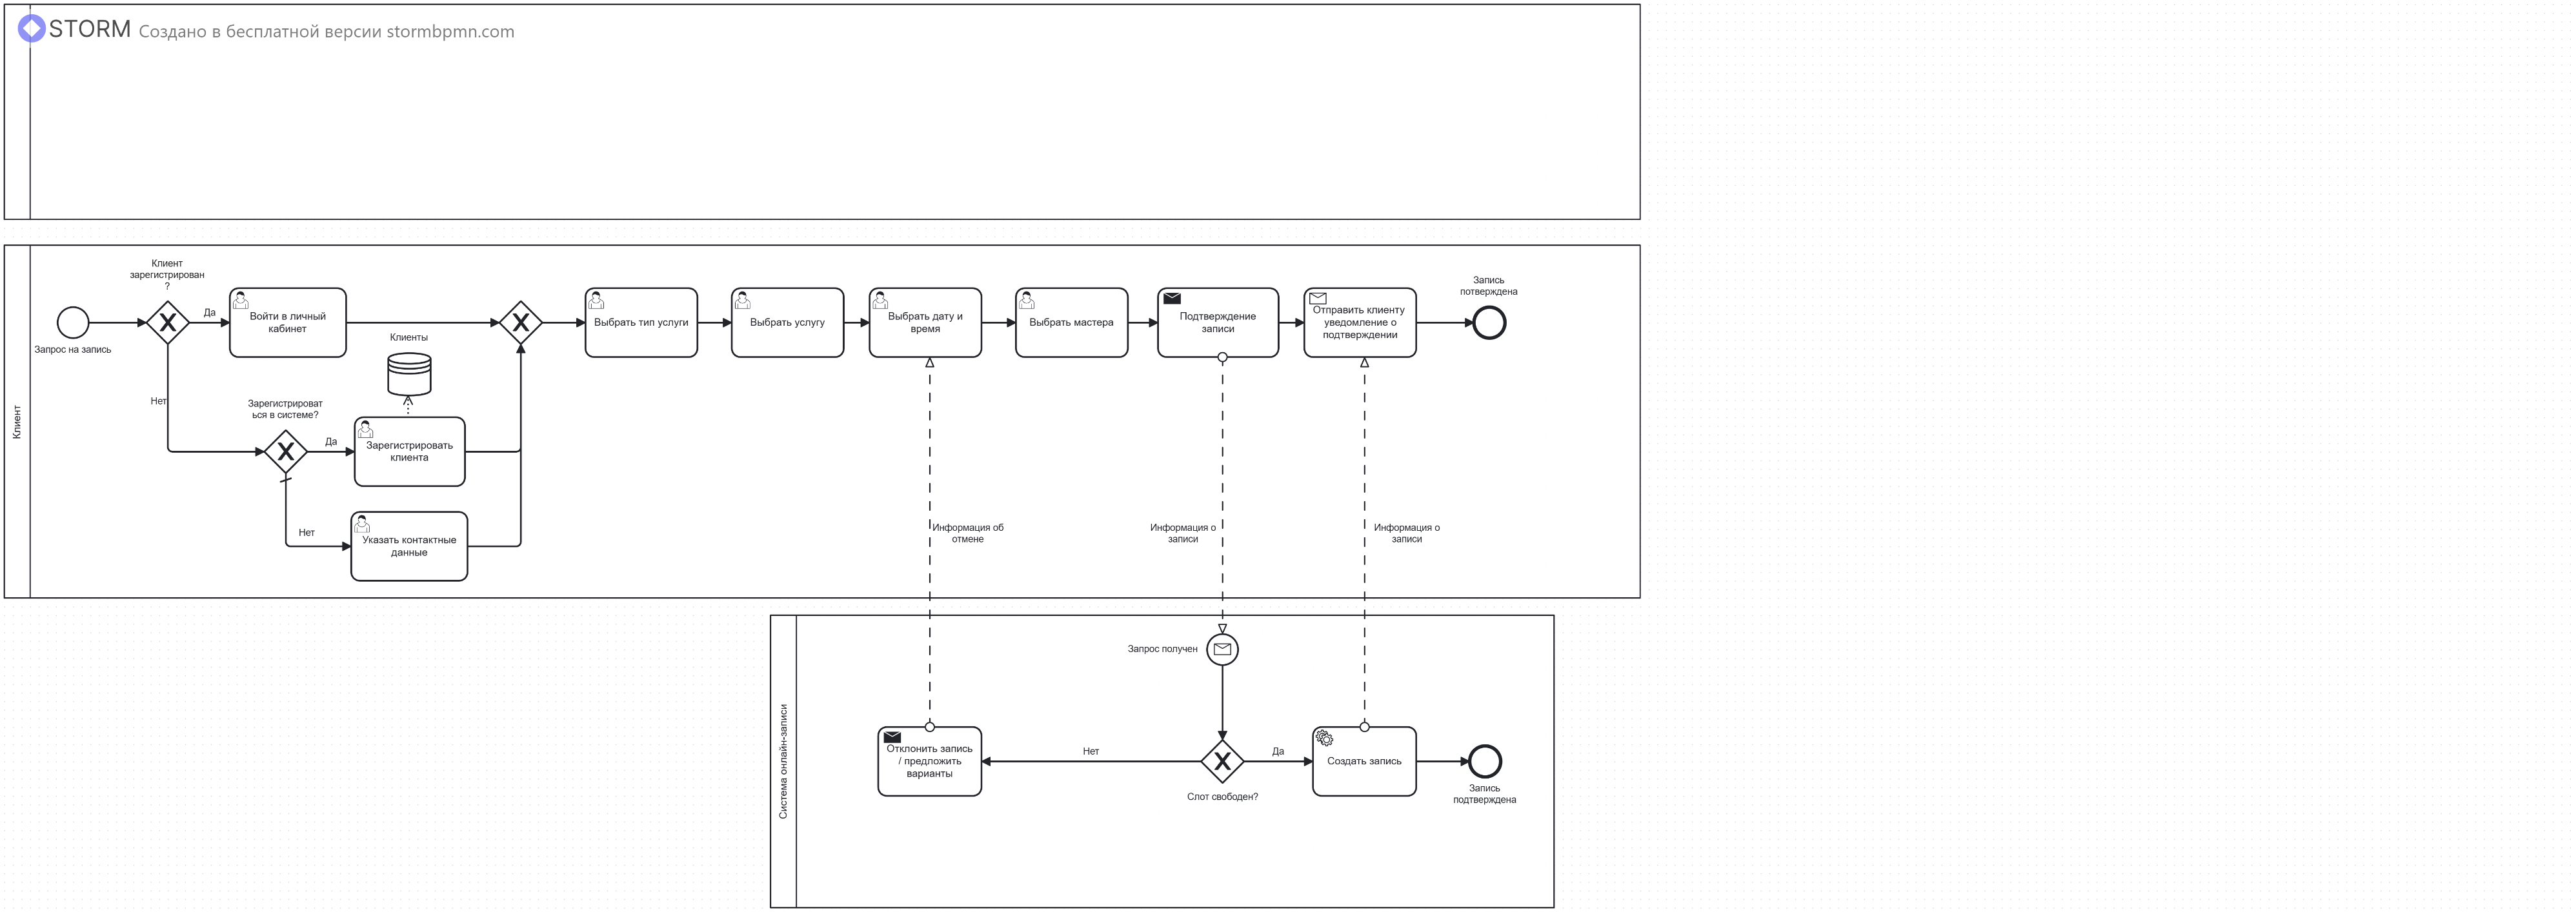 STORM Создано в бесплатной версии stormbpmn.com
Клиент
Запрос на запись
Клиент
зарегистрирован
?
Да
Нет
Войти в личный
кабинет
Клиенты
Зарегистрироват
ься в системе?
Да
Нет
Зарегистрировать
клиента
Указать контактные
данные
Выбрать тип услуги
Выбрать услугу
Выбрать дату и
время
Выбрать мастера
Подтверждение
записи
Отправить клиенту
уведомление о
подтверждении
Запись
потверждена
Информация об
отмене
Информация о
записи
Информация о
записи
Система онлайн-записи
Запрос получен
Отклонить запись
/ предложить
варианты
Нет
Слот свободен?
Да
Создать запись
Запись
подтверждена